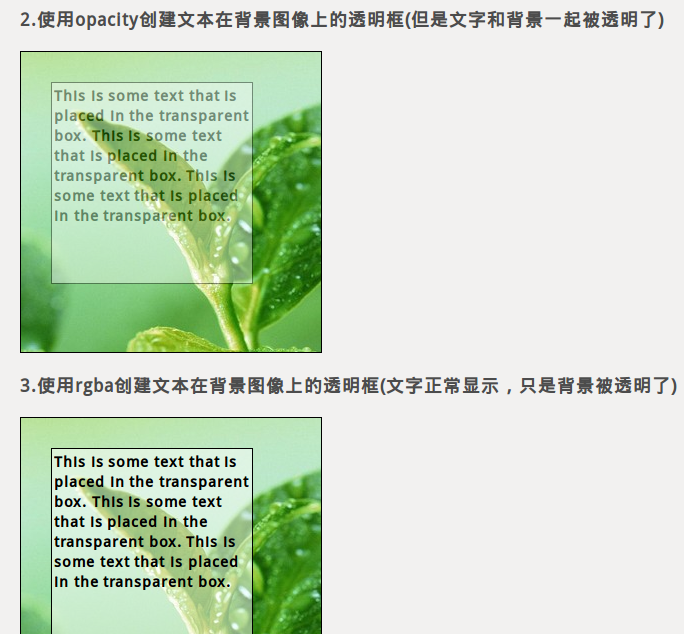 2.使用opacity创建文本在背景图像上的透明框(但是文字和背景一起被透明了)
This is some text that is
placed in the transparent
box. This is some text
that is placed in the
transparent box. This is
some text that is placed
in the transparent box.
3.使用rgba创建文本在背景图像上的透明框(文字正常显示，只是背景被透明了)
This is some text that is
placed in the transparent
box. This is some text
that is placed in the
transparent box. This is
some text that is placed
in the transparent box.